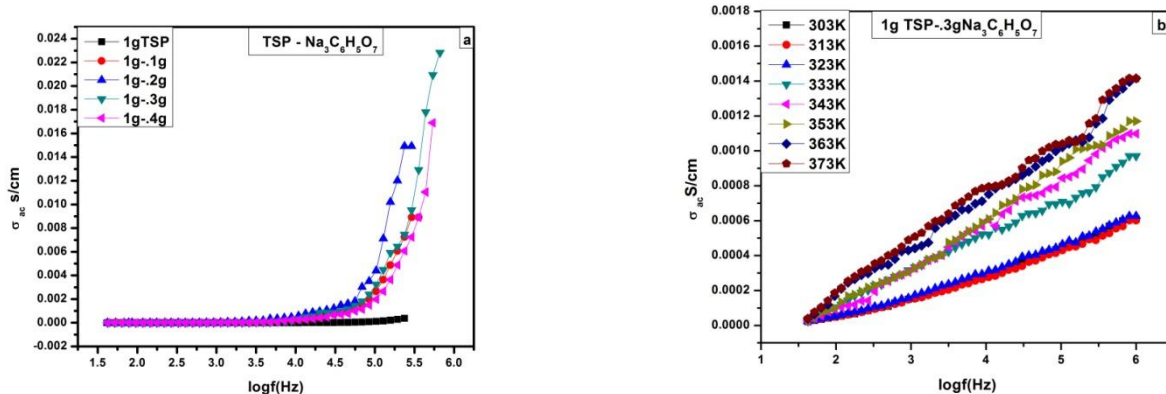 TSP - Na₃C₆H₅O₇
a
1gTSP
1g-.1g
1g-.2g
1g-.3g
1g-.4g
0.024
0.022
0.020
0.018
0.016
0.014
0.012
0.010
0.008
0.006
0.004
0.002
0.000
-0.002
σ ac s/cm
1.5 2.0 2.5 3.0 3.5 4.0 4.5 5.0 5.5 6.0
logf(Hz)
1g TSP-.3gNa₃C₆H₅O₇
b
303K
313K
323K
333K
343K
353K
363K
373K
0.0018
0.0016
0.0014
0.0012
0.0010
0.0008
0.0006
0.0004
0.0002
0.0000
σ ac S/cm
1 2 3 4 5 6
logf(Hz)